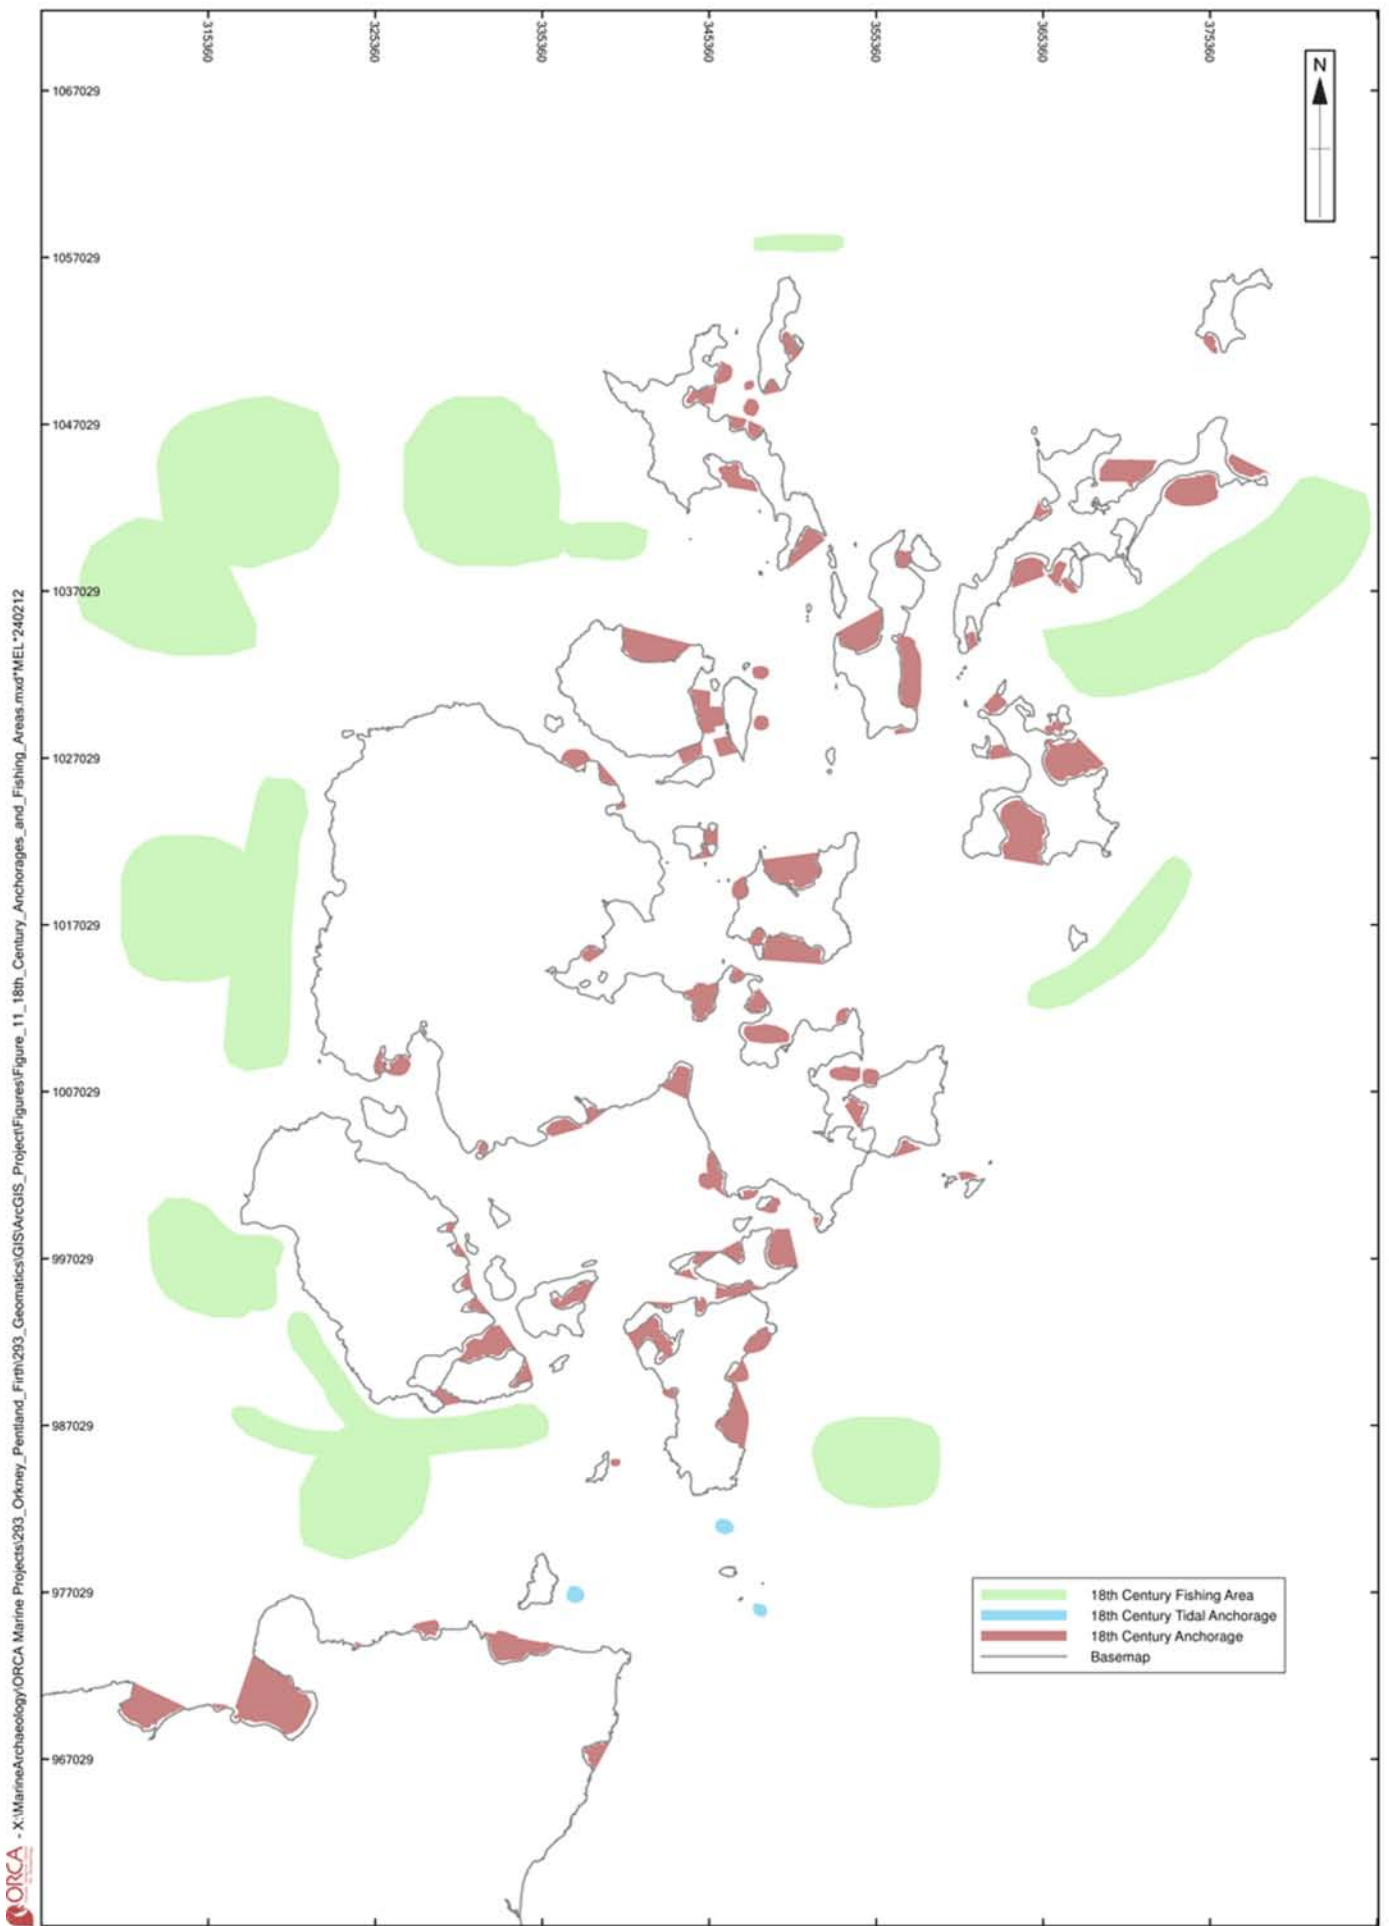 315360
325360
335360
345360
355360
365360
375360
N
1067029
1057029
1047029
1037029
1027029
1017029
1007029
997029
987029
977029
967029
18th Century Fishing Area
18th Century Tidal Anchorage
18th Century Anchorage
Basemap
ORCA
- X:\MarineArchaeology\ORCA Marine Projects\293_Orkney_Pentland_Firth\293_Geomatics\GIS\ArcGIS_Project\Figures\Figure_11_18th_Century_Anchorages_and_Fishing_Areas.mxd*MEL*240212